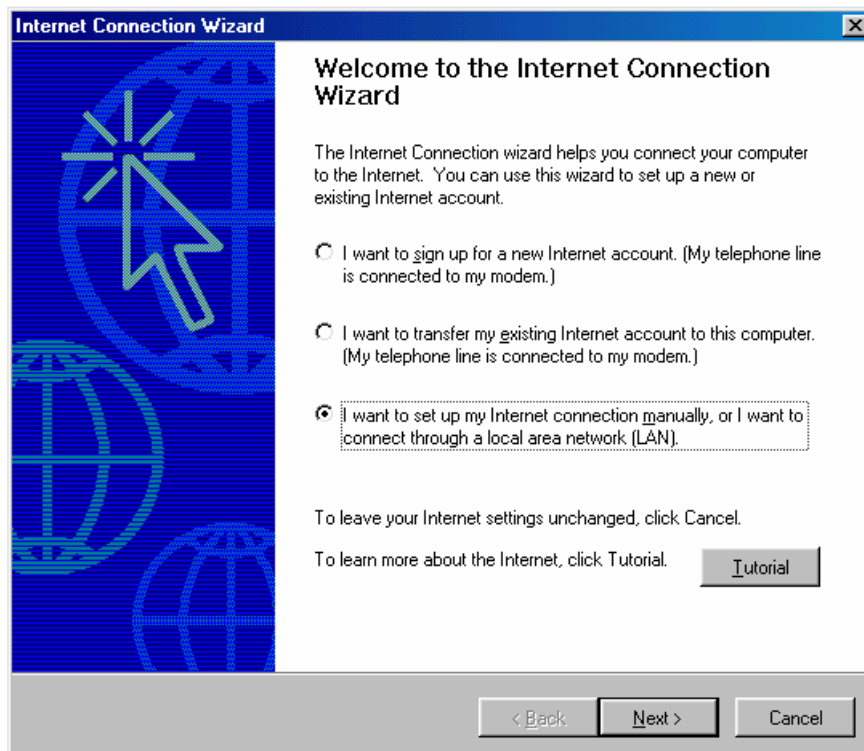 Internet Connection Wizard
Welcome to the Internet Connection
Wizard
The Internet Connection wizard helps you connect your computer
to the Internet. You can use this wizard to set up a new or
existing Internet account.
I want to sign up for a new Internet account. (My telephone line
is connected to my modem.)
I want to transfer my existing Internet account to this computer.
(My telephone line is connected to my modem.)
I want to set up my Internet connection manually, or I want to
connect through a local area network (LAN).
To leave your Internet settings unchanged, click Cancel.
To learn more about the Internet, click Tutorial.
Tutorial
< Back
Next >
Cancel